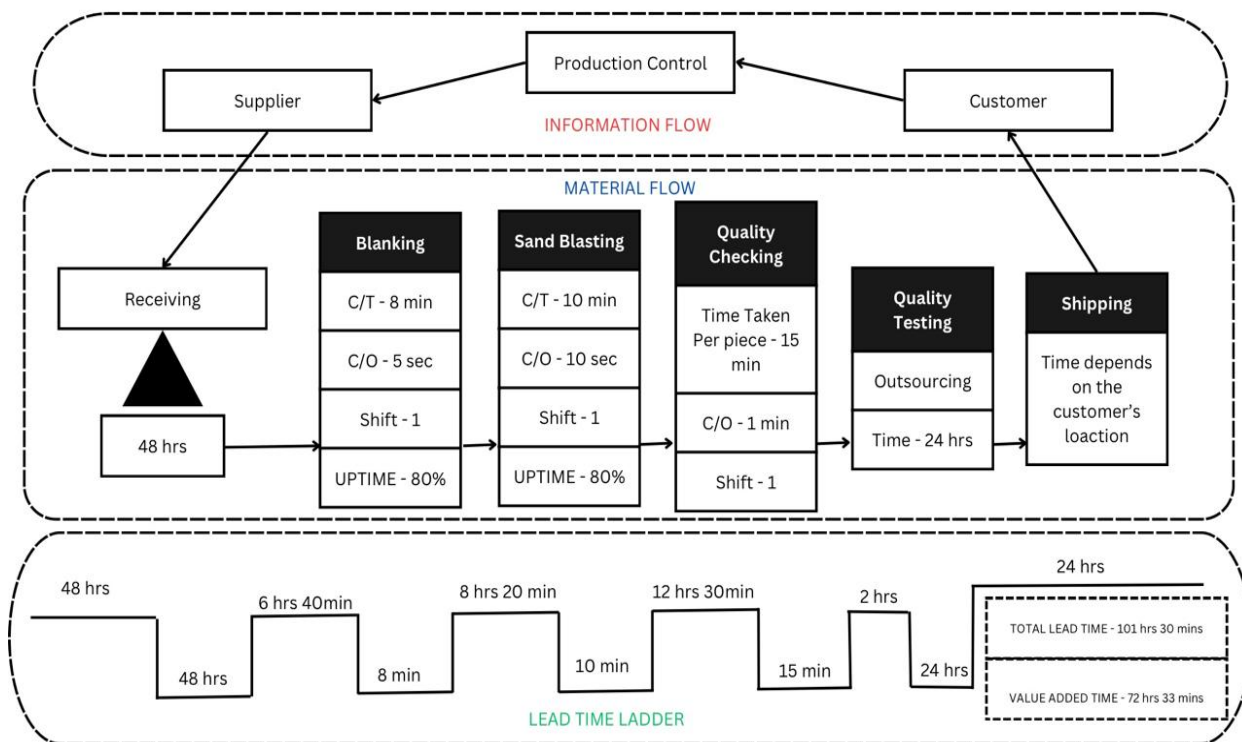 Production Control
Supplier
Customer
INFORMATION FLOW
MATERIAL FLOW
Receiving
48 hrs
Blanking
C/T - 8 min
C/O - 5 sec
Shift - 1
UPTIME - 80%
Sand Blasting
C/T - 10 min
C/O - 10 sec
Shift - 1
UPTIME - 80%
Quality
Checking
Time Taken
Per piece - 15
min
C/O - 1 min
Shift - 1
Quality
Testing
Outsourcing
Time - 24 hrs
Shipping
Time depends
on the
customer's
loaction
48 hrs
48 hrs
6 hrs 40min
8 min
8 hrs 20 min
10 min
12 hrs 30min
15 min
2 hrs
24 hrs
24 hrs
TOTAL LEAD TIME - 101 hrs 30 mins
VALUE ADDED TIME - 72 hrs 33 mins
LEAD TIME LADDER